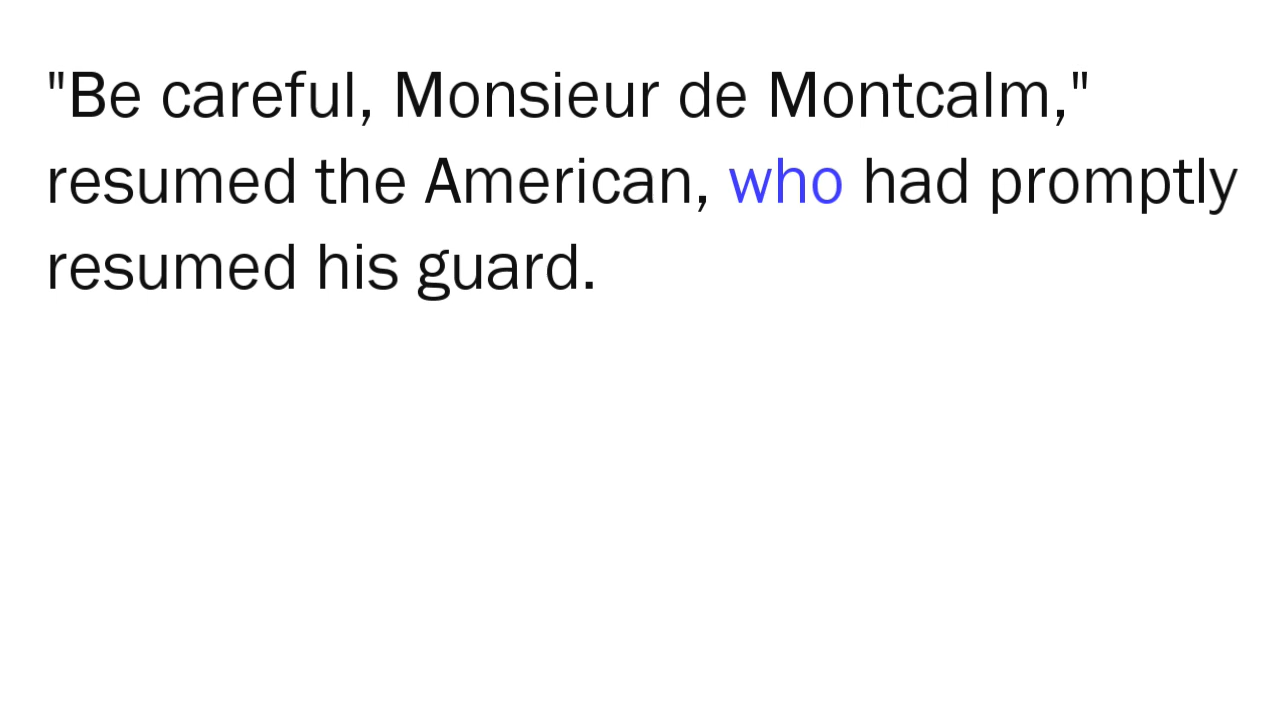 "Be careful, Monsieur de Montcalm,"
resumed the American, who had promptly
resumed his guard.